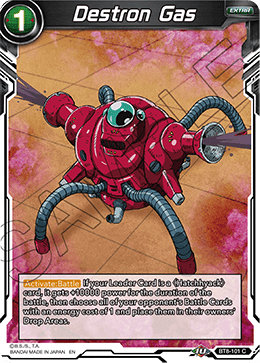 1
Destron Gas
EXTRA
Activate:Battle If your Leader Card is a 《Hatchhyack》
card, it gets +10000 power for the duration of the
battle, then choose all of your opponent's Battle Cards
with an energy cost of 1 and place them in their owners'
Drop Areas.
©B.S./S., T.A.
BANDAI MADE IN JAPAN EN
BT8-101 C